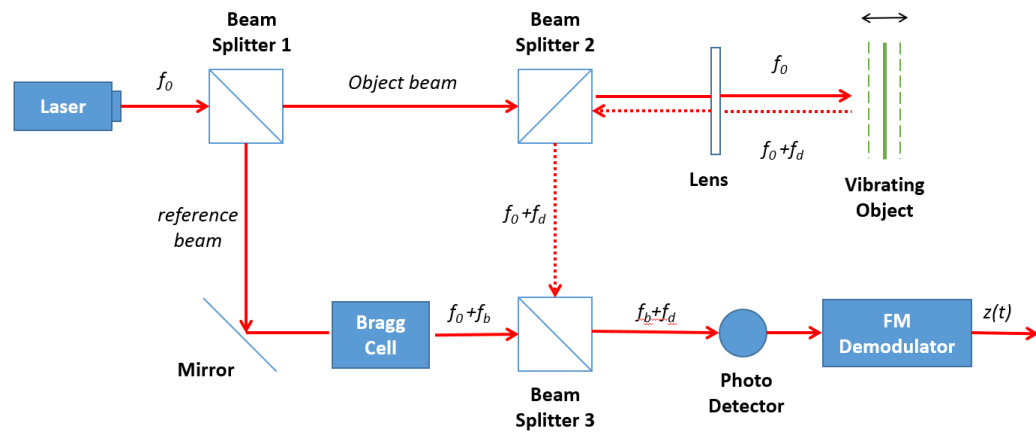 Beam
Splitter 1
Beam
Splitter 2
Laser
f0
Object beam
f0
f0+fd
Lens
Vibrating
Object
reference
beam
f0+fd
Mirror
Bragg
Cell
f0+fb
fb+fd
FM
Demodulator
z(t)
Beam
Splitter 3
Photo
Detector